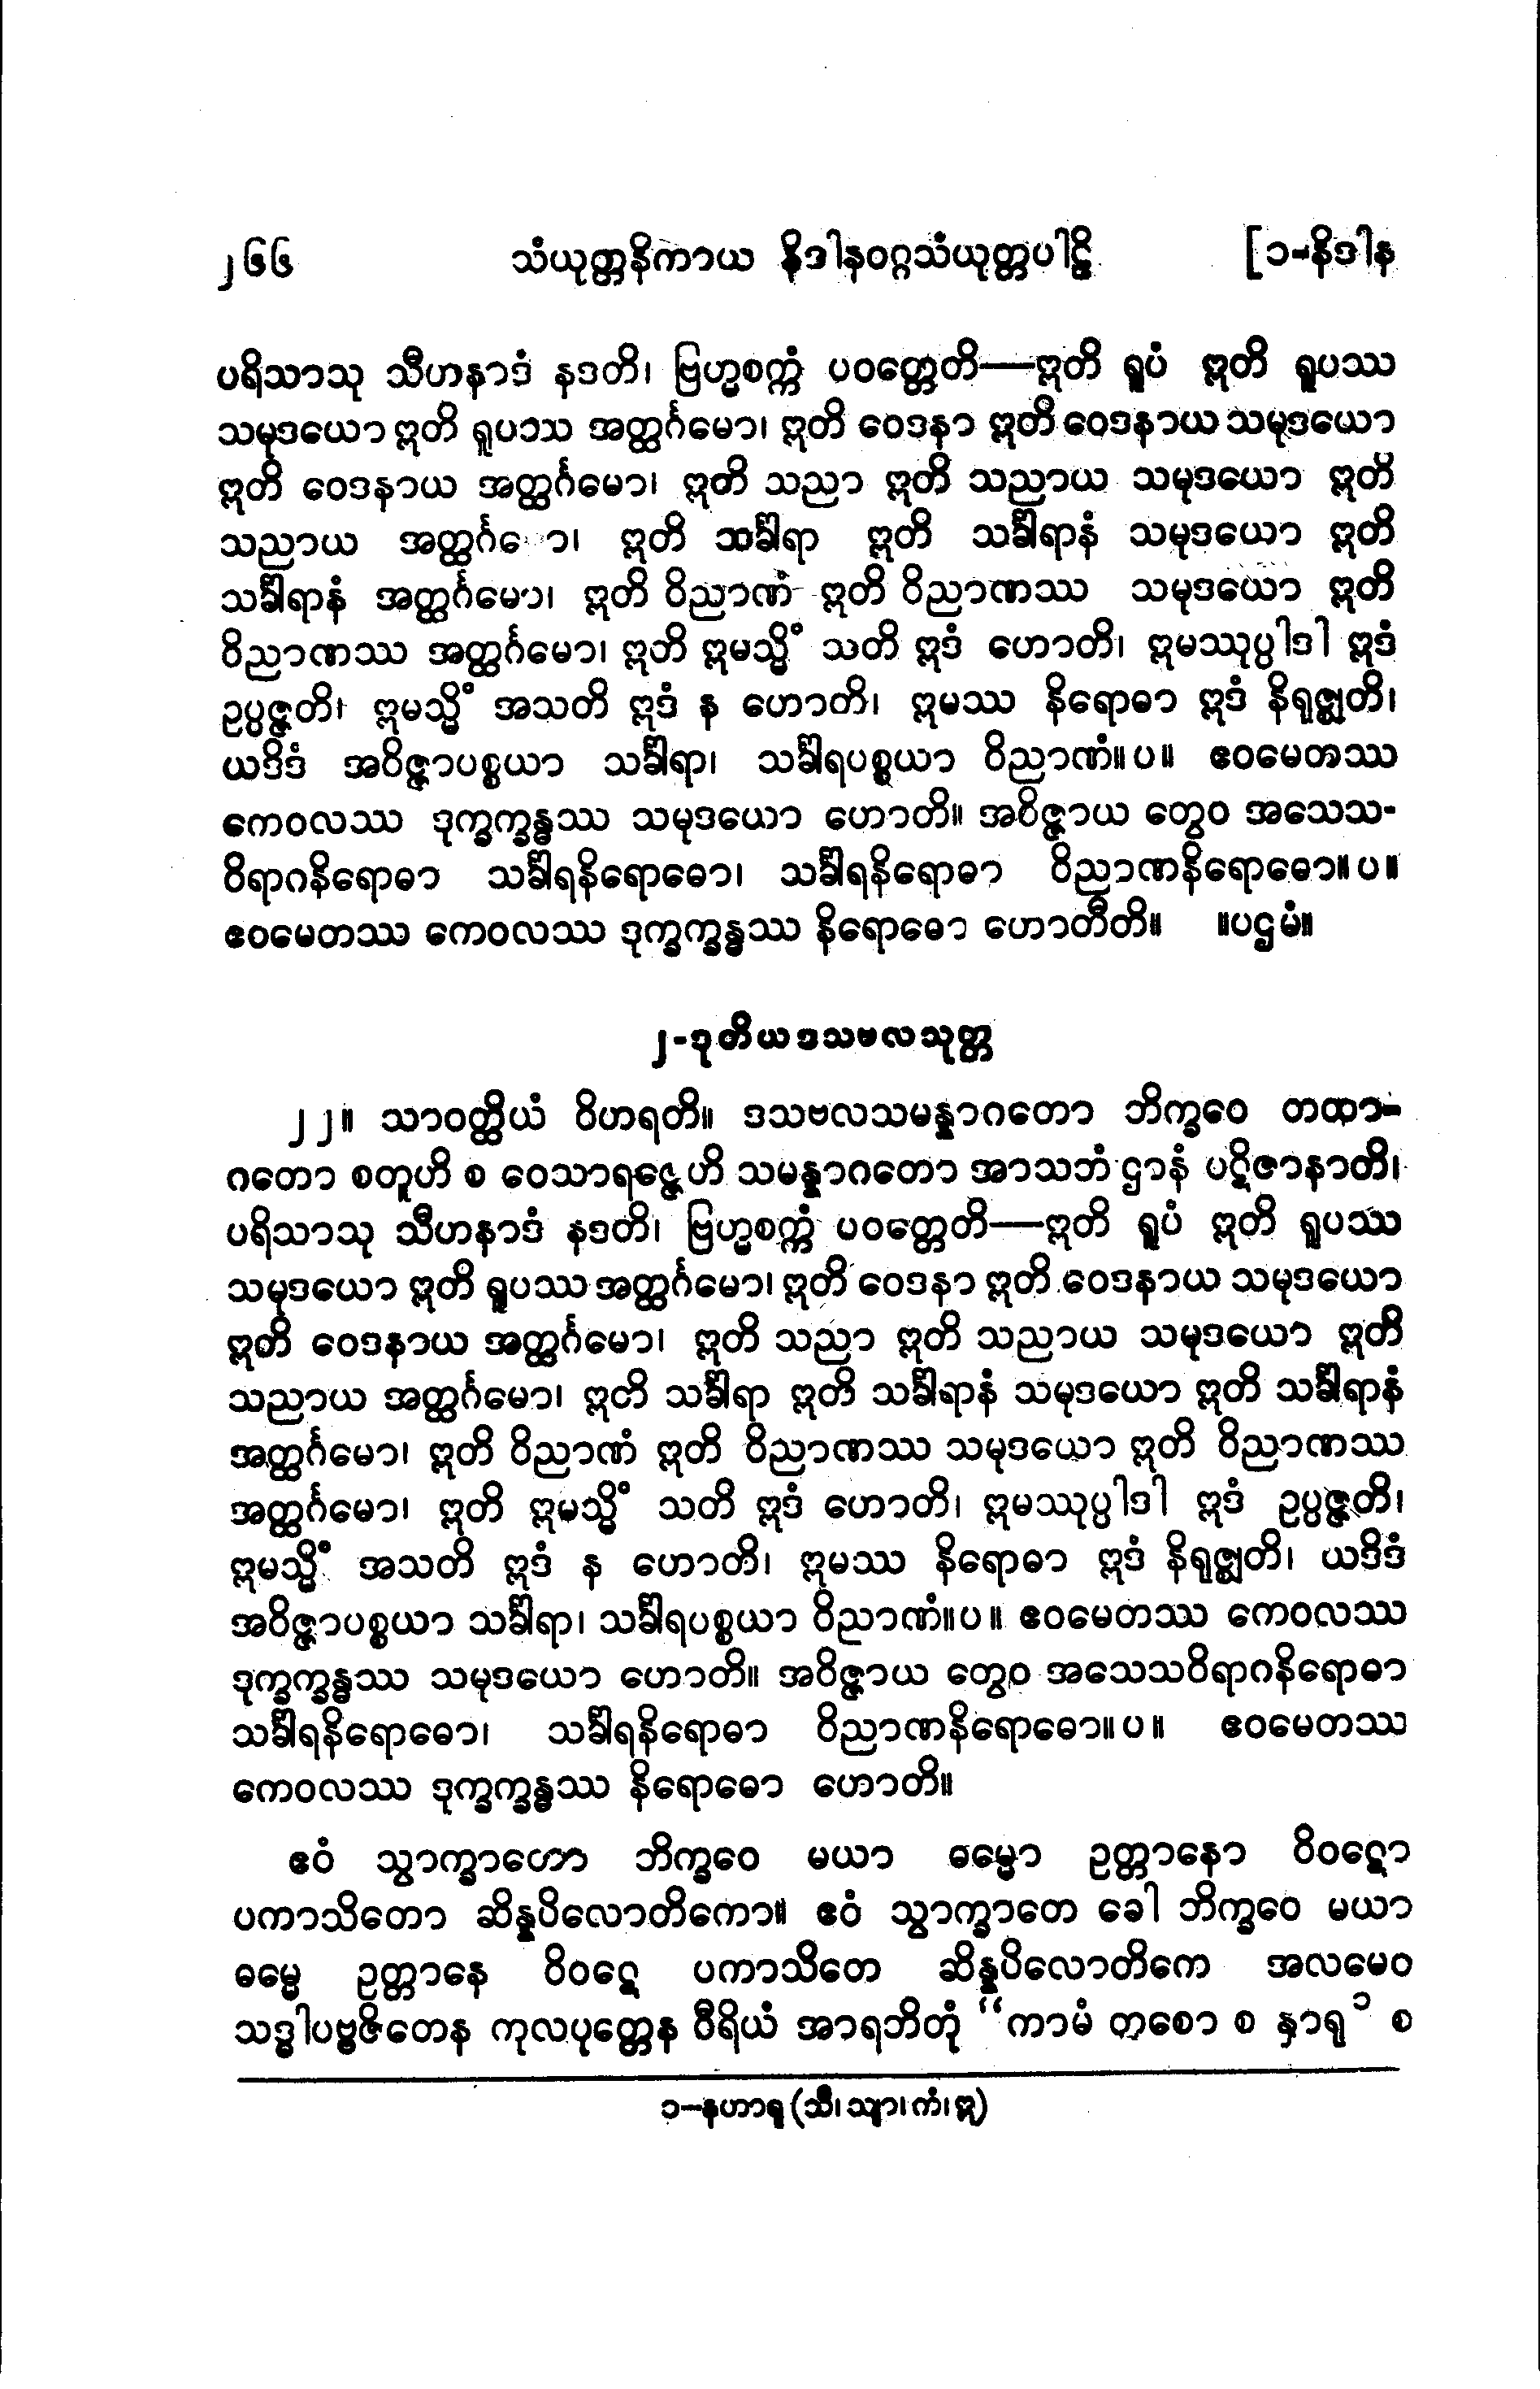 ၂၆၆ သံယုတ္တနိကာယ နိဒါနဝဂ္ဂသံယုတ္တပါဠိ [၁-နိဒါန
ပရိသာသု သီဟနာဒံ နဒတိ၊ ဗြဟ္မစက္ကံ ပဝတ္တေတိ—ဣတိ ရူပံ ဣတိ ရူပဿ
သမုဒယော ဣတိ ရူပဿ အတ္ထင်္ဂမော၊ ဣတိ ဝေဒနာ ဣတိ ဝေဒနာယ သမုဒယော
ဣတိ ဝေဒနာယ အတ္ထင်္ဂမော၊ ဣတိ သညာ ဣတိ သညာယ သမုဒယော ဣတိ
သညာယ အတ္ထင်္ဂမော၊ ဣတိ သင်္ခါရာ ဣတိ သင်္ခါရာနံ သမုဒယော ဣတိ
သင်္ခါရာနံ အတ္ထင်္ဂမော၊ ဣတိ ဝိညာဏံ ဣတိ ဝိညာဏဿ သမုဒယော ဣတိ
ဝိညာဏဿ အတ္ထင်္ဂမော၊ ဣတိ ဣမသ္မိံ သတိ ဣဒံ ဟောတိ၊ ဣမဿုပ္ပါဒါ ဣဒံ
ဥပ္ပဇ္ဇတိ၊ ဣမသ္မိံ အသတိ ဣဒံ န ဟောတိ၊ ဣမဿ နိရောဓာ ဣဒံ နိရုဇ္ဈတိ၊
ယဒိဒံ အဝိဇ္ဇာပစ္စယာ သင်္ခါရာ၊ သင်္ခါရပစ္စယာ ဝိညာဏံ။ပ။ ဧဝမေတဿ
ကေဝလဿ ဒုက္ခက္ခန္ဓဿ သမုဒယော ဟောတိ။ အဝိဇ္ဇာယ တွေဝ အသေသ-
ဝိရာဂနိရောဓာ သင်္ခါရနိရောဓော၊ သင်္ခါရနိရောဓာ ဝိညာဏနိရောဓော။ပ။
ဧဝမေတဿ ကေဝလဿ ဒုက္ခက္ခန္ဓဿ နိရောဓော ဟောတီတိ။ ။ပဌမံ။
၂-ဒုတိယဒသဗလသုတ္တ
၂၂။ သာဝတ္ထိယံ ဝိဟရတိ။ ဒသဗလသမန္နာဂတော ဘိက္ခဝေ တထာ-
ဂတော စတူဟိ စ ဝေသာရဇ္ဇေဟိ သမန္နာဂတော အာသဘံ ဌာနံ ပဋိဇာနာတိ၊
ပရိသာသု သီဟနာဒံ နဒတိ၊ ဗြဟ္မစက္ကံ ပဝတ္တေတိ—ဣတိ ရူပံ ဣတိ ရူပဿ
သမုဒယော ဣတိ ရူပဿ အတ္ထင်္ဂမော၊ ဣတိ ဝေဒနာ ဣတိ ဝေဒနာယ သမုဒယော
ဣတိ ဝေဒနာယ အတ္ထင်္ဂမော၊ ဣတိ သညာ ဣတိ သညာယ သမုဒယော ဣတိ
သညာယ အတ္ထင်္ဂမော၊ ဣတိ သင်္ခါရာ ဣတိ သင်္ခါရာနံ သမုဒယော ဣတိ သင်္ခါရာနံ
အတ္ထင်္ဂမော၊ ဣတိ ဝိညာဏံ ဣတိ ဝိညာဏဿ သမုဒယော ဣတိ ဝိညာဏဿ
အတ္ထင်္ဂမော၊ ဣတိ ဣမသ္မိံ သတိ ဣဒံ ဟောတိ၊ ဣမဿုပ္ပါဒါ ဣဒံ ဥပ္ပဇ္ဇတိ၊
ဣမသ္မိံ အသတိ ဣဒံ န ဟောတိ၊ ဣမဿ နိရောဓာ ဣဒံ နိရုဇ္ဈတိ၊ ယဒိဒံ
အဝိဇ္ဇာပစ္စယာ သင်္ခါရာ၊ သင်္ခါရပစ္စယာ ဝိညာဏံ။ပ။ ဧဝမေတဿ ကေဝလဿ
ဒုက္ခက္ခန္ဓဿ သမုဒယော ဟောတိ။ အဝိဇ္ဇာယ တွေဝ အသေသဝိရာဂနိရောဓာ
သင်္ခါရနိရောဓော၊ သင်္ခါရနိရောဓာ ဝိညာဏနိရောဓော။ပ။ ဧဝမေတဿ
ကေဝလဿ ဒုက္ခက္ခန္ဓဿ နိရောဓော ဟောတိ။
ဧဝံ သွာက္ခာတော ဘိက္ခဝေ မယာ ဓမ္မော ဥတ္တာနော ဝိဝဋော
ပကာသိတော ဆိန္နပိလောတိကော။ ဧဝံ သွာက္ခာတေ ခေါ ဘိက္ခဝေ မယာ
ဓမ္မေ ဥတ္တာနေ ဝိဝဋေ ပကာသိတေ ဆိန္နပိလောတိကေ အလမေဝ
သဒ္ဓါပဗ္ဗဇိတေန ကုလပုတ္တေန ဝီရိယံ အာရဘိတုံ “ကာမံ တစော စ နှာရု၁ စ
၁—နဟာရူ (သီ၊ သျာ၊ ကံ၊ ဣ)